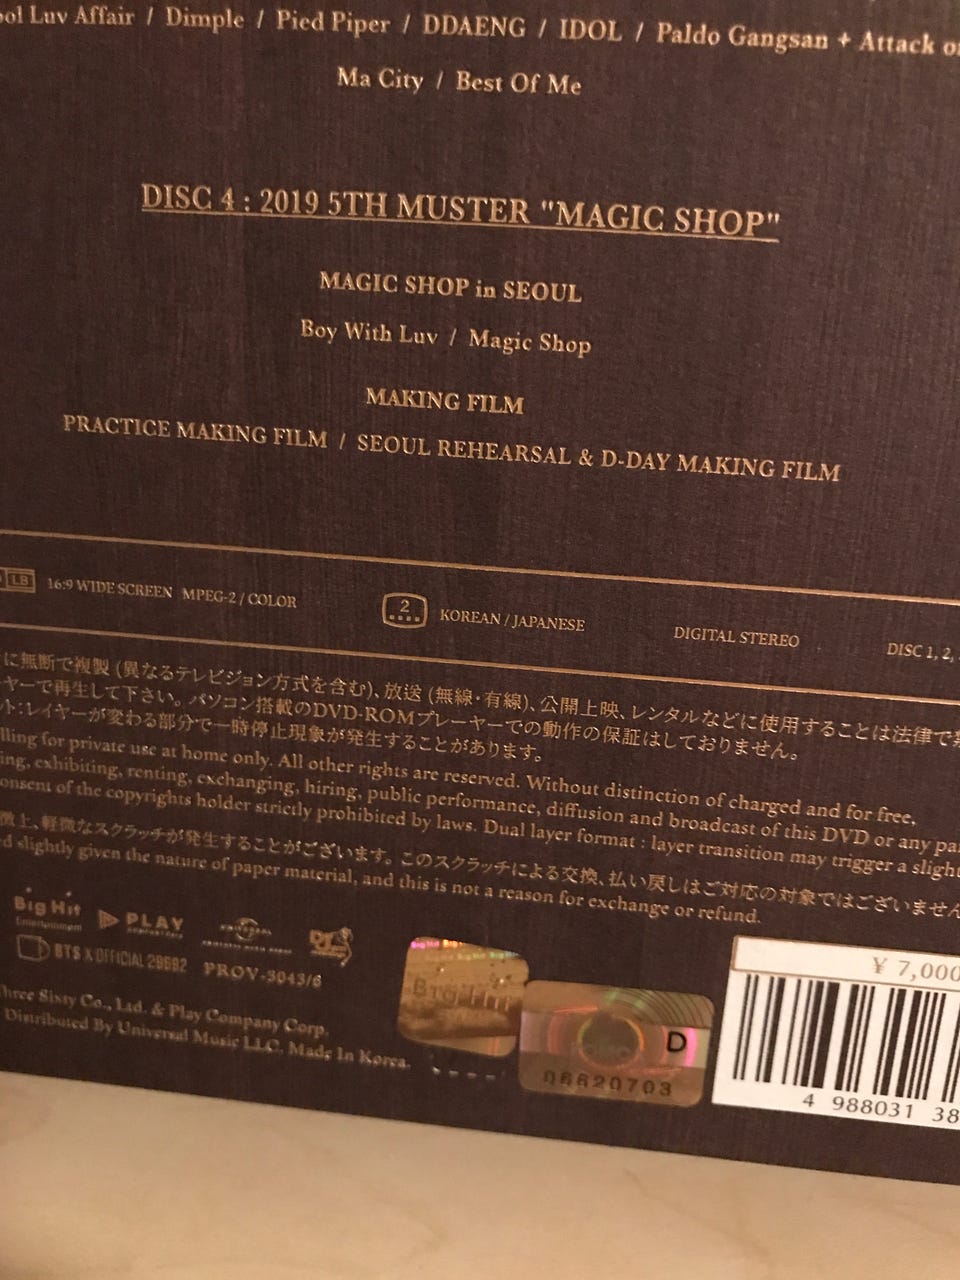 ool Luv Affair / Dimple / Pied Piper / DDAENG / IDOL / Paldo Gangsan + Attack o
Ma City / Best Of Me
DISC 4 : 2019 5TH MUSTER "MAGIC SHOP"
MAGIC SHOP in SEOUL
Boy With Luv / Magic Shop
MAKING FILM
PRACTICE MAKING FILM / SEOUL REHEARSAL & D-DAY MAKING FILM
LB 16:9 WIDE SCREEN MPEG-2 / COLOR 2 KOREAN / JAPANESE DIGITAL STEREO DISC 1, 2,
に無断で複製 (異なるテレビジョン方式を含む)、放送 (無線・有線)、公開上映、レンタルなどに使用することは法律で
ヤーで再生して下さい。パソコン搭載のDVD-ROMプレーヤーでの動作の保証はしておりません。
ト:レイヤーが変わる部分で一時停止現象が発生することがあります。
lling for private use at home only. All other rights are reserved. Without distinction of charged and for free,
ing, exhibiting, renting, exchanging, hiring, public performance, diffusion and broadcast of this DVD or any pa
onsent of the copyrights holder strictly prohibited by laws. Dual layer format : layer transition may trigger a slight
徴上、軽微なスクラッチが発生することがございます。このスクラッチによる交換、払い戻しはご対応の対象ではございません
d slightly given the nature of paper material, and this is not a reason for exchange or refund.
Big Hit Entertainment PLAY UNIVERSAL
BTS X OFFICIAL 29692 PROV-3043/6
Three Sixty Co., Ltd. & Play Company Corp.
Distributed By Universal Music LLC. Made In Korea.
Big Hit
D
06620703
¥ 7,000
4 988031 38